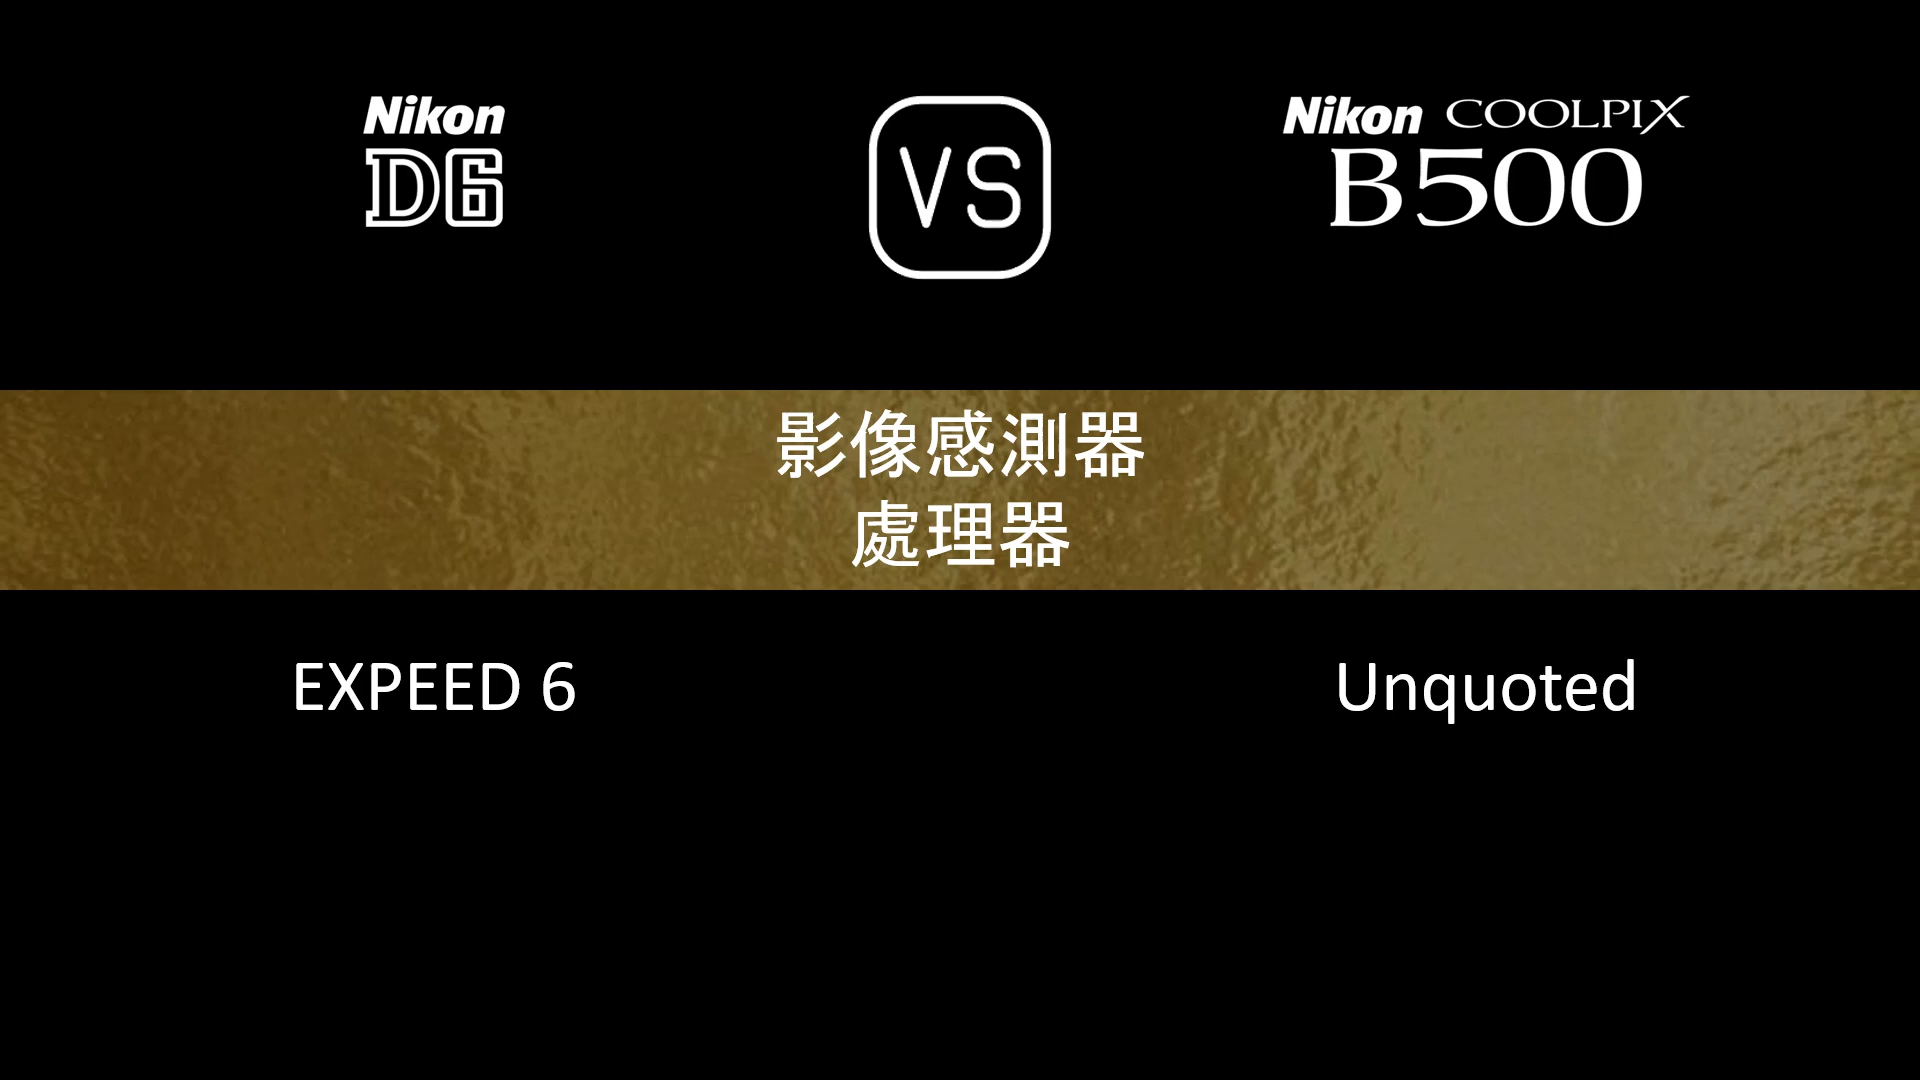 Nikon
D6
VS
Nikon COOLPIX
B500
影像感測器
處理器
EXPEED 6
Unquoted